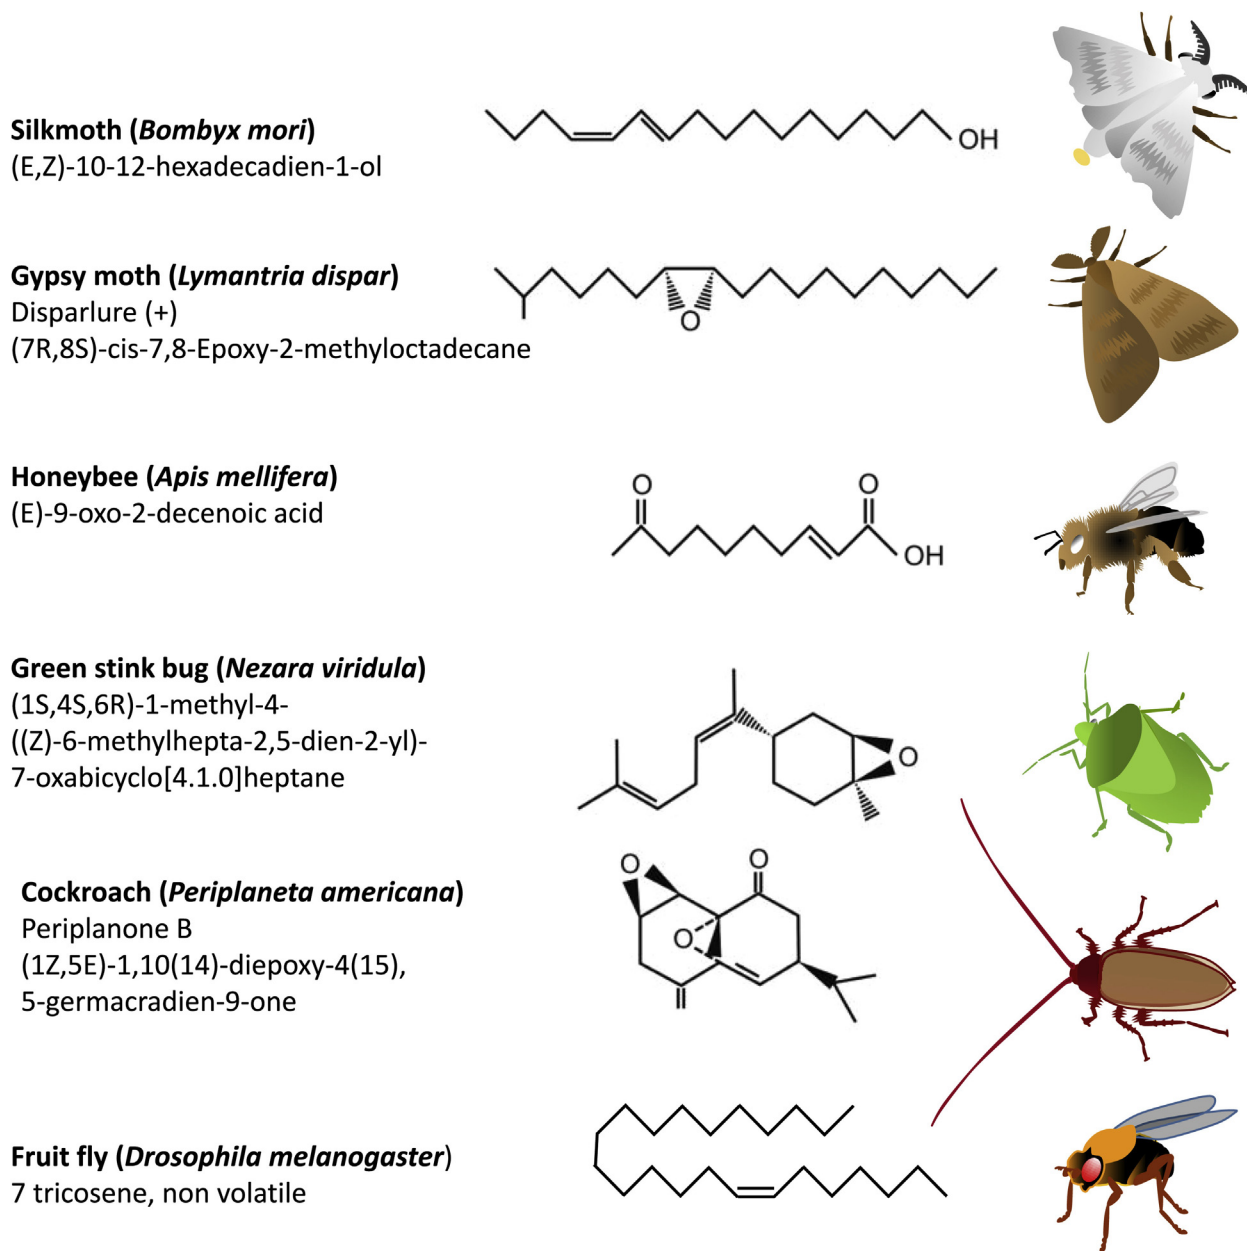 Silkmoth (Bombyx mori)
(E,Z)-10-12-hexadecadien-1-ol
OH
Gypsy moth (Lymantria dispar)
Disparlure (+)
(7R,8S)-cis-7,8-Epoxy-2-methyloctadecane
O
Honeybee (Apis mellifera)
(E)-9-oxo-2-decenoic acid
O
O
OH
Green stink bug (Nezara viridula)
(1S,4S,6R)-1-methyl-4-
((Z)-6-methylhepta-2,5-dien-2-yl)-
7-oxabicyclo[4.1.0]heptane
O
Cockroach (Periplaneta americana)
Periplanone B
(1Z,5E)-1,10(14)-diepoxy-4(15),
5-germacradien-9-one
O
O
O
Fruit fly (Drosophila melanogaster)
7 tricosene, non volatile